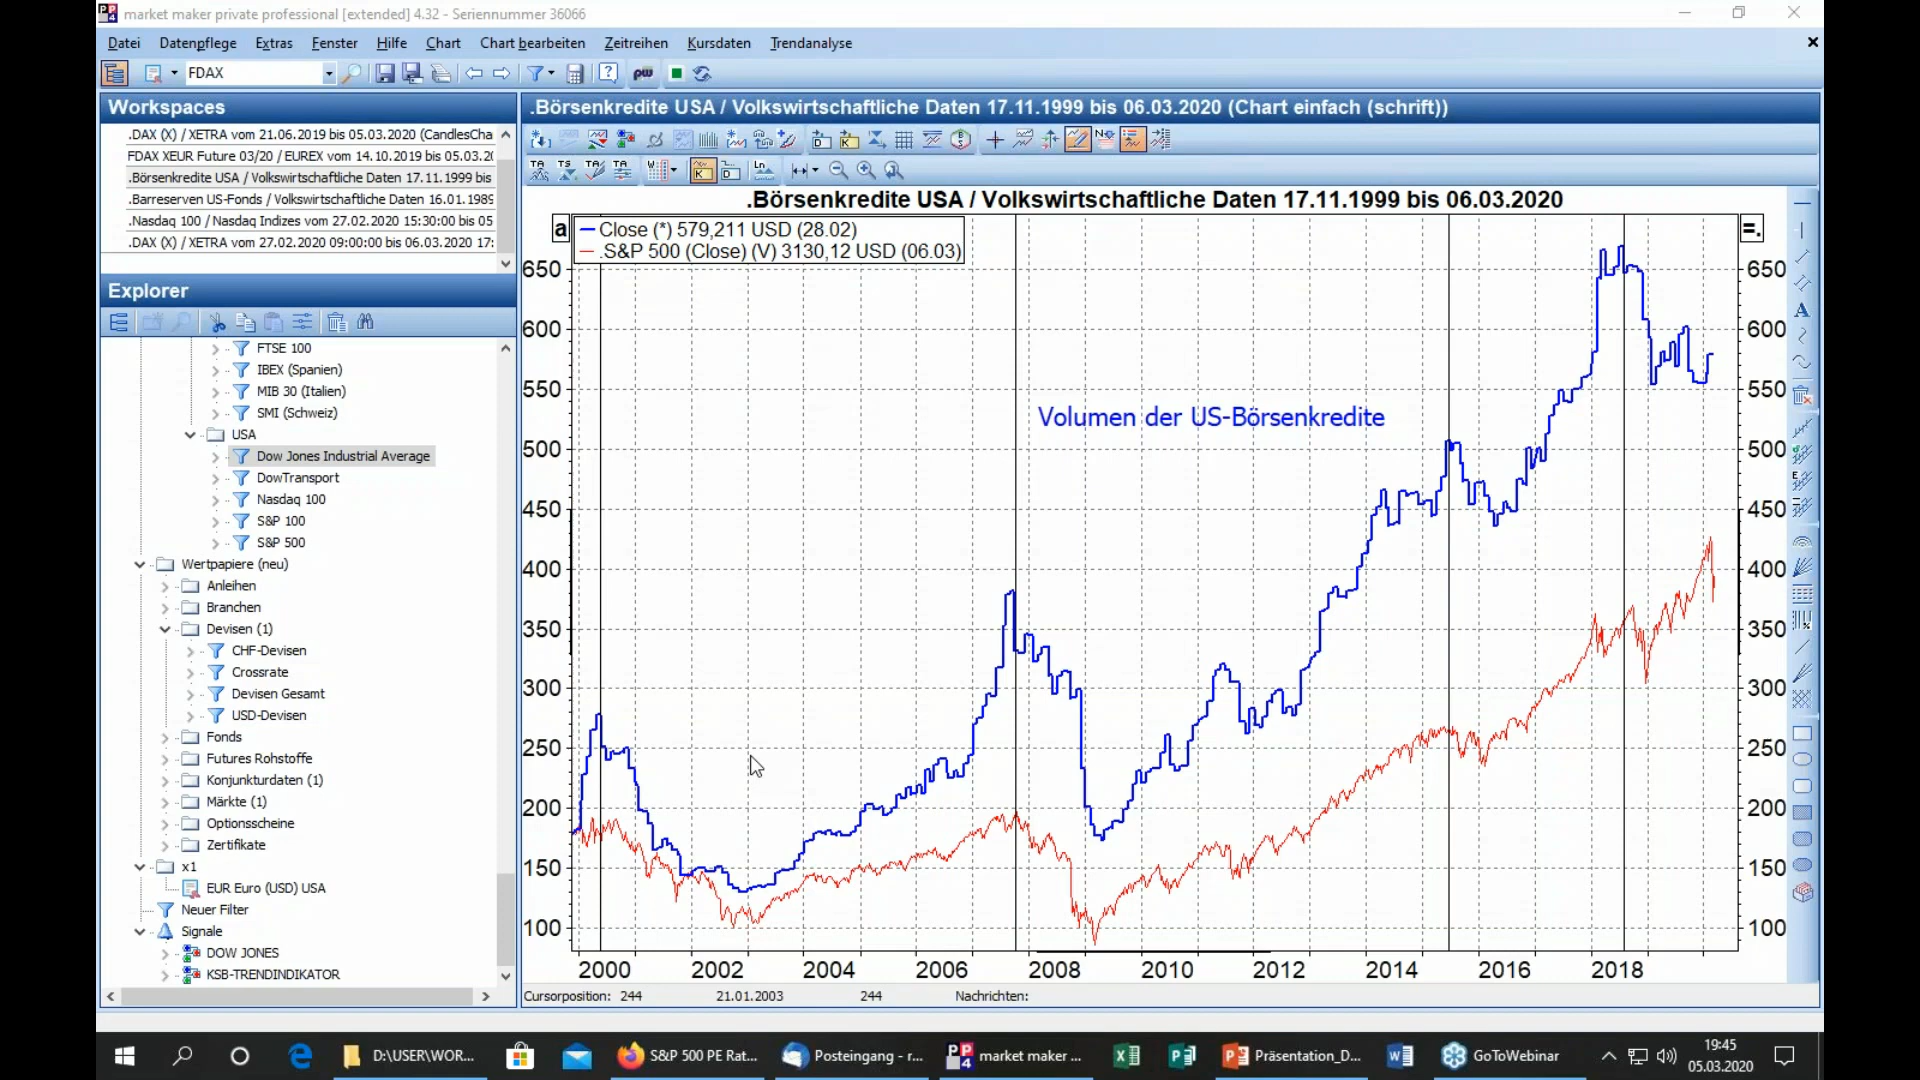 market maker private professional [extended] 4.32 - Seriennummer 36066
Datei Datenpflege Extras Fenster Hilfe Chart Chart bearbeiten Zeitreihen Kursdaten Trendanalyse
FDAX
Workspaces
.DAX (X) / XETRA vom 21.06.2019 bis 05.03.2020 (CandlesCha
FDAX XEUR Future 03/20 / EUREX vom 14.10.2019 bis 05.03.2(
.Börsenkredite USA / Volkswirtschaftliche Daten 17.11.1999 bis
.Barreserven US-Fonds / Volkswirtschaftliche Daten 16.01.1989
.Nasdaq 100 / Nasdaq Indizes vom 27.02.2020 15:30:00 bis 05
.DAX (X) / XETRA vom 27.02.2020 09:00:00 bis 06.03.2020 17:
Explorer
FTSE 100
IBEX (Spanien)
MIB 30 (Italien)
SMI (Schweiz)
USA
Dow Jones Industrial Average
DowTransport
Nasdaq 100
S&P 100
S&P 500
Wertpapiere (neu)
Anleihen
Branchen
Devisen (1)
CHF-Devisen
Crossrate
Devisen Gesamt
USD-Devisen
Fonds
Futures Rohstoffe
Konjunkturdaten (1)
Märkte (1)
Optionsscheine
Zertifikate
x1
EUR Euro (USD) USA
Neuer Filter
Signale
DOW JONES
KSB-TRENDINDIKATOR
.Börsenkredite USA / Volkswirtschaftliche Daten 17.11.1999 bis 06.03.2020 (Chart einfach (schrift))
.Börsenkredite USA / Volkswirtschaftliche Daten 17.11.1999 bis 06.03.2020
a
Close (*) 579,211 USD (28.02)
.S&P 500 (Close) (V) 3130,12 USD (06.03)
650 650
600 600
550 550
Volumen der US-Börsenkredite
500 500
450 450
400 400
350 350
300 300
250 250
200 200
150 150
100 100
2000 2002 2004 2006 2008 2010 2012 2014 2016 2018
Cursorposition: 244 21.01.2003 244 Nachrichten:
D:\USER\WOR... S&P 500 PE Rat... Posteingang - r... market maker ... Präsentation_D... GoToWebinar
19:45
05.03.2020